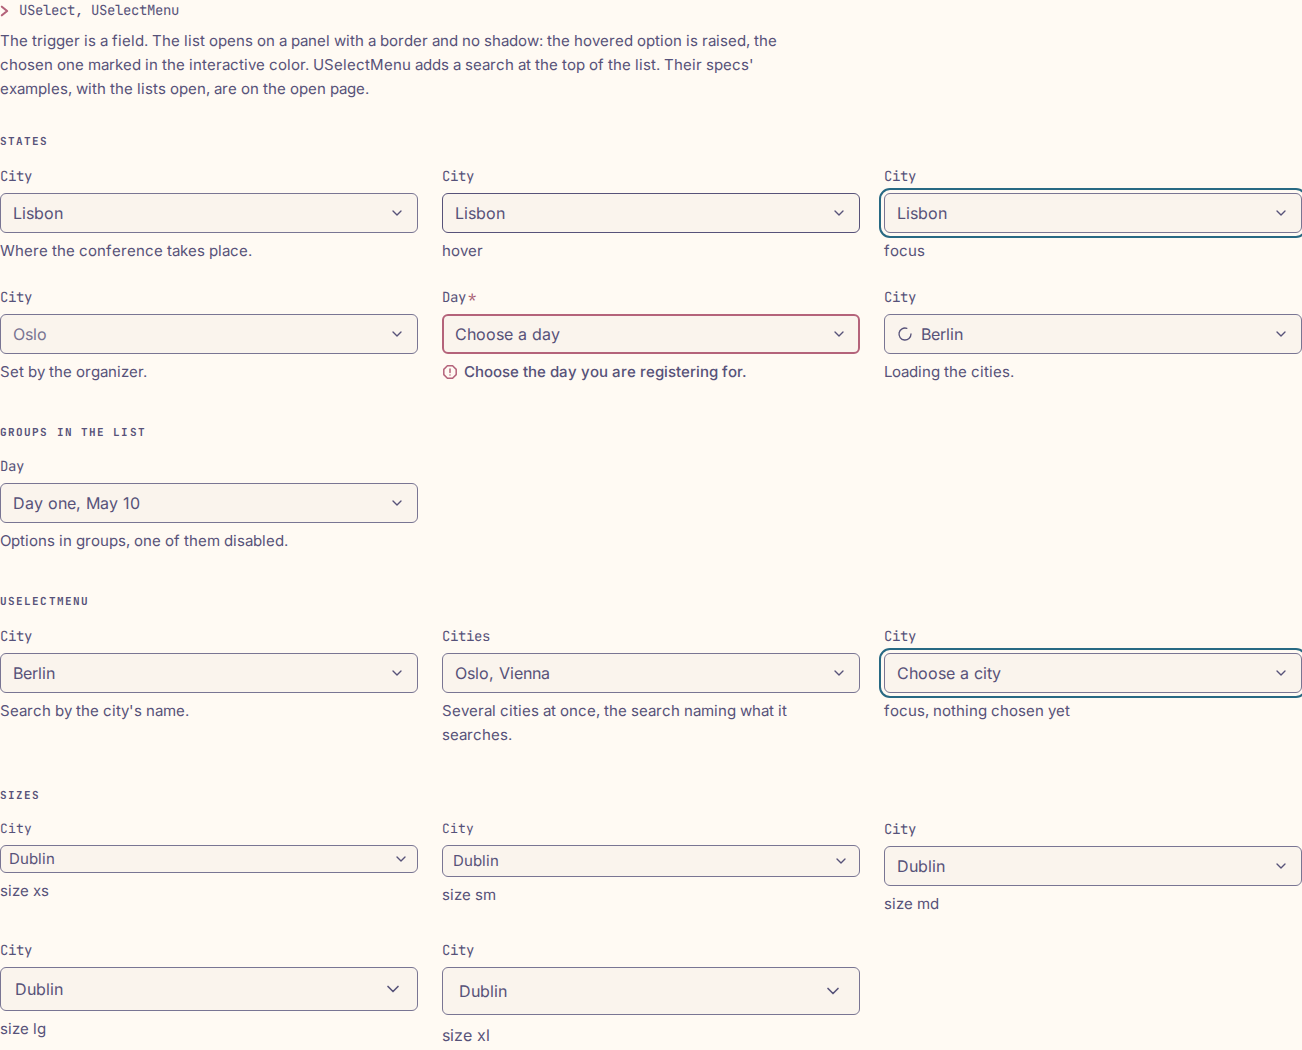 USelect, USelectMenu
The trigger is a field. The list opens on a panel with a border and no shadow: the hovered option is raised, the
chosen one marked in the interactive color. USelectMenu adds a search at the top of the list. Their specs'
examples, with the lists open, are on the open page.
STATES
City
City
City
Lisbon
Lisbon
Lisbon
Where the conference takes place.
hover
focus
City
Day*
City
Oslo
Choose a day
Berlin
Set by the organizer.
Choose the day you are registering for.
Loading the cities.
GROUPS IN THE LIST
Day
Day one, May 10
Options in groups, one of them disabled.
USELECTMENU
City
Cities
City
Berlin
Oslo, Vienna
Choose a city
Search by the city's name.
Several cities at once, the search naming what it
searches.
focus, nothing chosen yet
SIZES
City
City
City
Dublin
Dublin
Dublin
size xs
size sm
size md
City
City
Dublin
Dublin
size lg
size xl